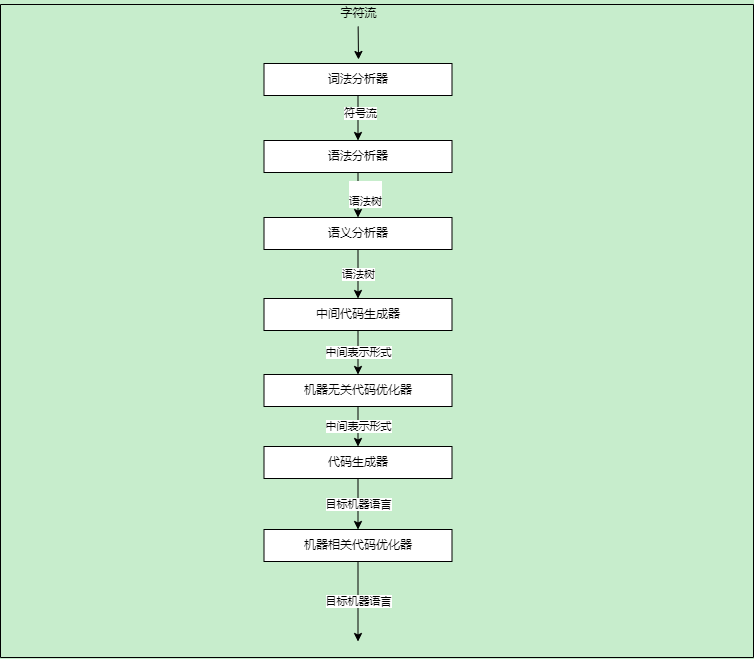 字符流
词法分析器
符号流
语法分析器
语法树
语义分析器
语法树
中间代码生成器
中间表示形式
机器无关代码优化器
中间表示形式
代码生成器
目标机器语言
机器相关代码优化器
目标机器语言